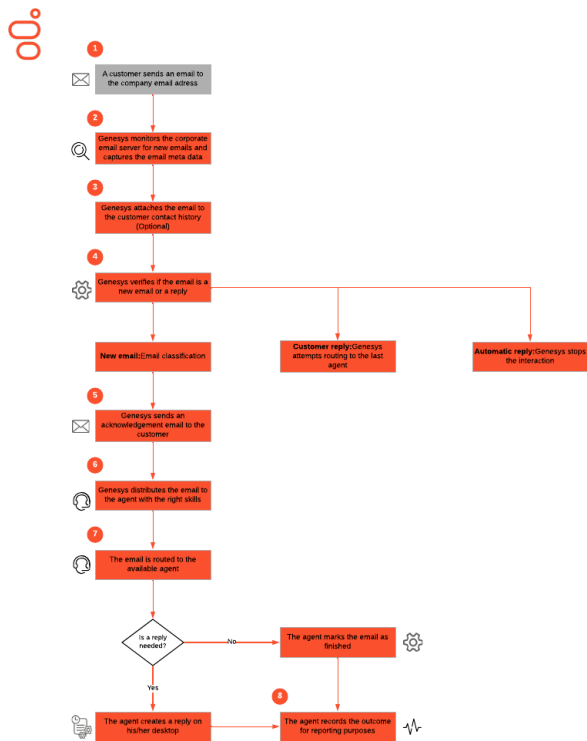 1
A customer sends an email to
the company email adress
2
Genesys monitors the corporate
email server for new emails and
captures the email meta data
3
Genesys attaches the email to
the customer contact history
(Optional)
4
Genesys verifies if the email is a
new email or a reply
New email:Email classification
Customer reply:Genesys
attempts routing to the last
agent
Automatic reply:Genesys stops
the interaction
5
Genesys sends an
acknowledgement email to the
customer
6
Genesys distributes the email to
the agent with the right skills
7
The email is routed to the
available agent
Is a reply
needed?
No
The agent marks the email as
finished
Yes
8
The agent creates a reply on
his/her desktop
The agent records the outcome
for reporting purposes